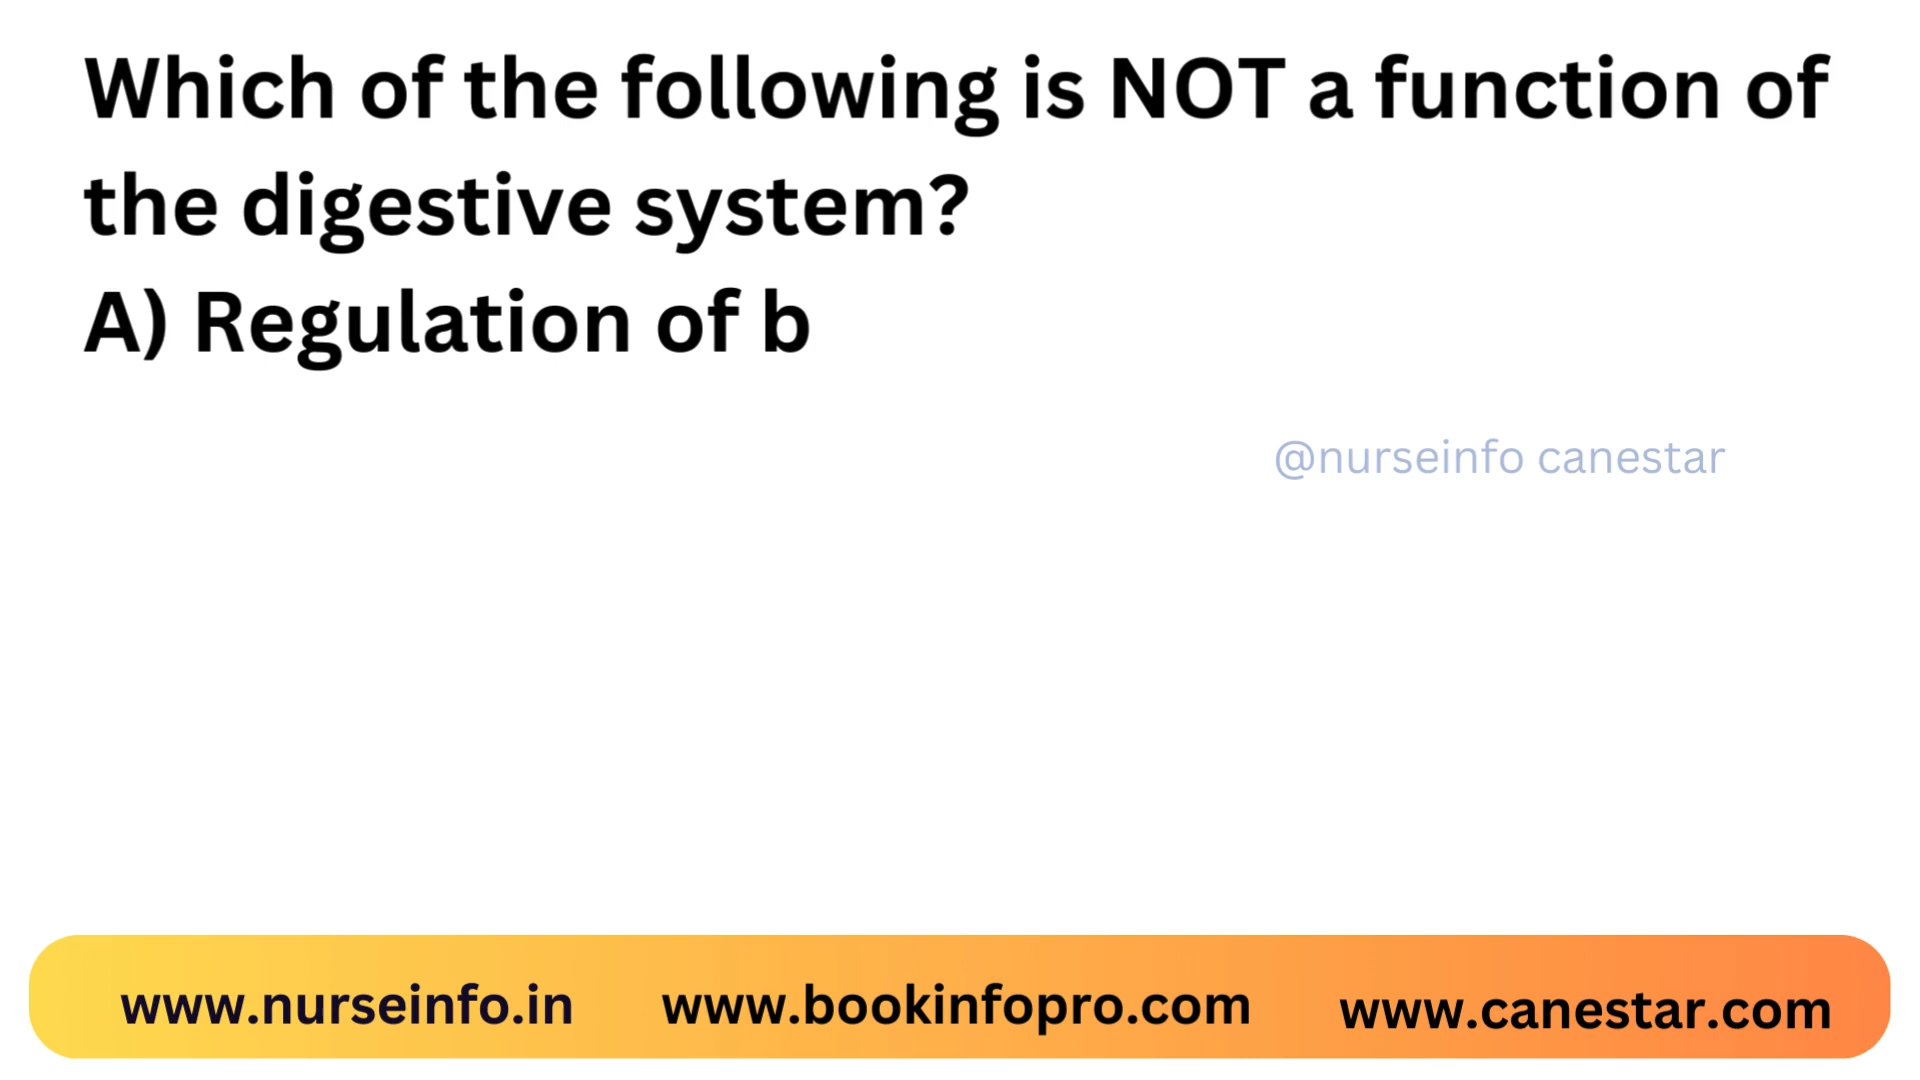 Which of the following is NOT a function of
the digestive system?
A) Regulation of b
@nurseinfo canestar
www.nurseinfo.in www.bookinfopro.com www.canestar.com